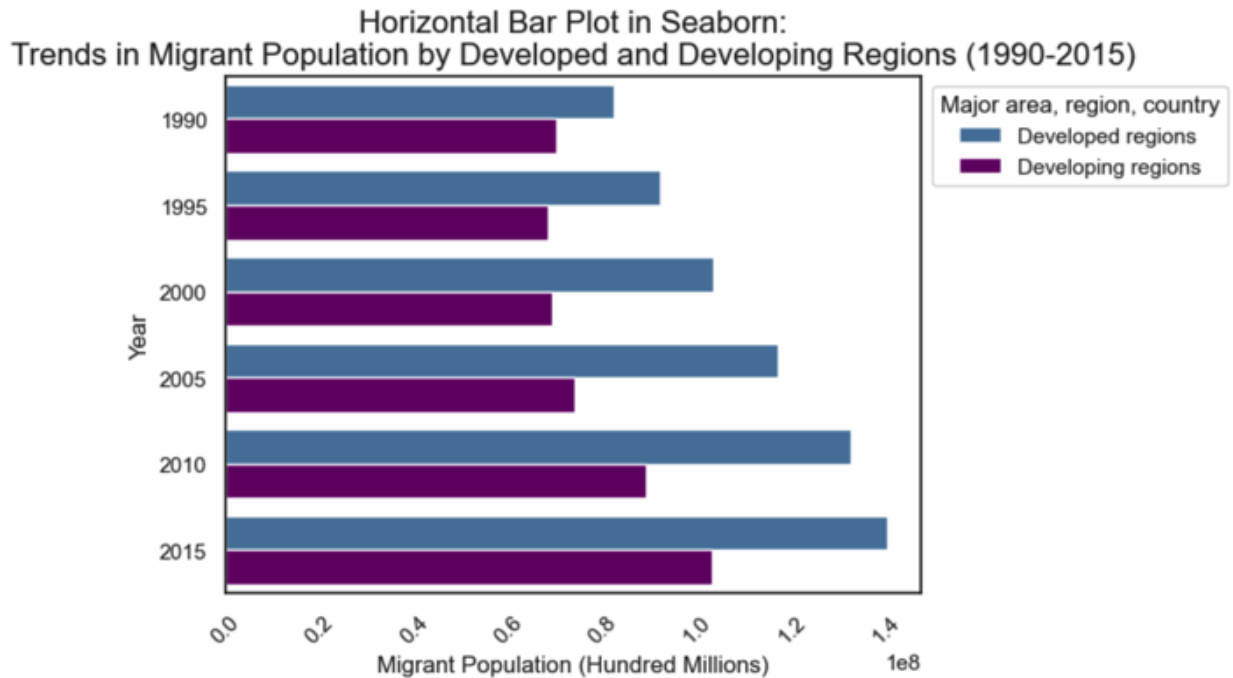 Horizontal Bar Plot in Seaborn:
Trends in Migrant Population by Developed and Developing Regions (1990-2015)
Major area, region, country
Developed regions
Developing regions
Year
1990
1995
2000
2005
2010
2015
0.0
0.2
0.4
0.6
0.8
1.0
1.2
1.4
1e8
Migrant Population (Hundred Millions)